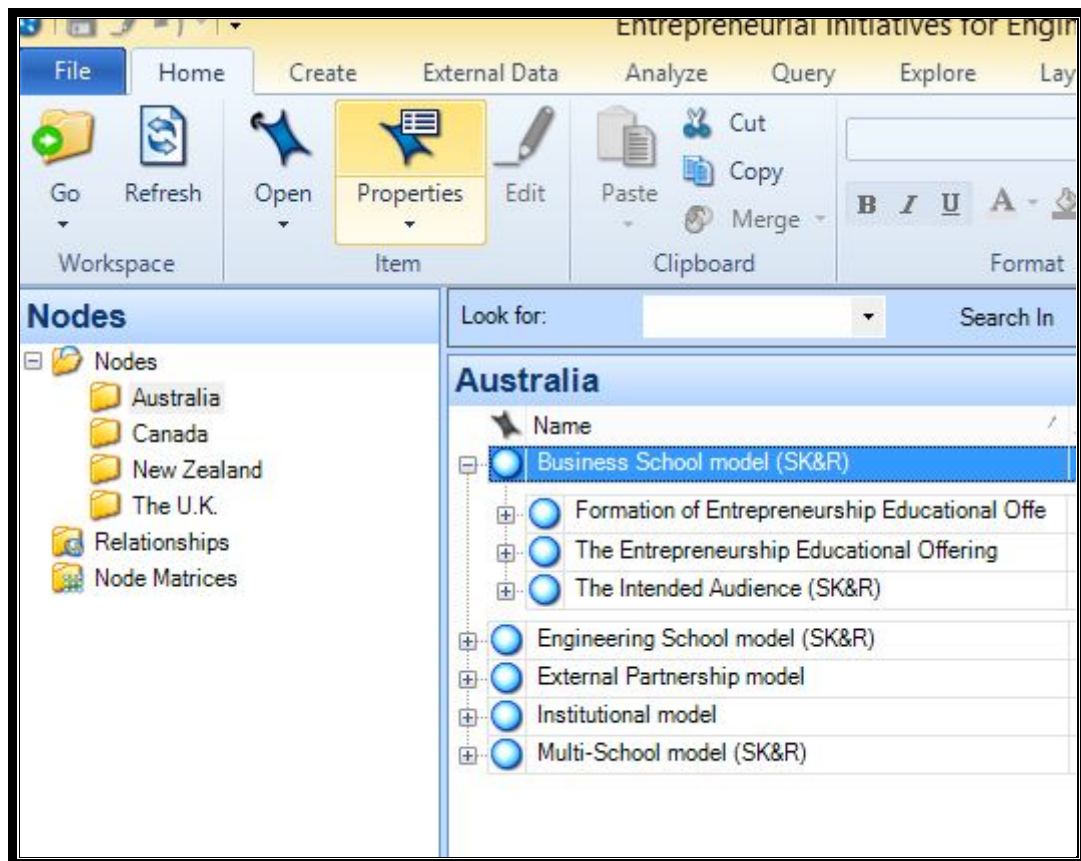 Entrepreneurial Initiatives for Engin
File Home Create External Data Analyze Query Explore Lay
Go Refresh Open Properties Edit Paste Cut
Copy
Merge
B I U A
Workspace Item Clipboard Format
Nodes
Look for: Search In
Nodes
Australia
Canada
New Zealand
The U.K.
Relationships
Node Matrices
Australia
Name
Business School model (SK&R)
Formation of Entrepreneurship Educational Offe
The Entrepreneurship Educational Offering
The Intended Audience (SK&R)
Engineering School model (SK&R)
External Partnership model
Institutional model
Multi-School model (SK&R)